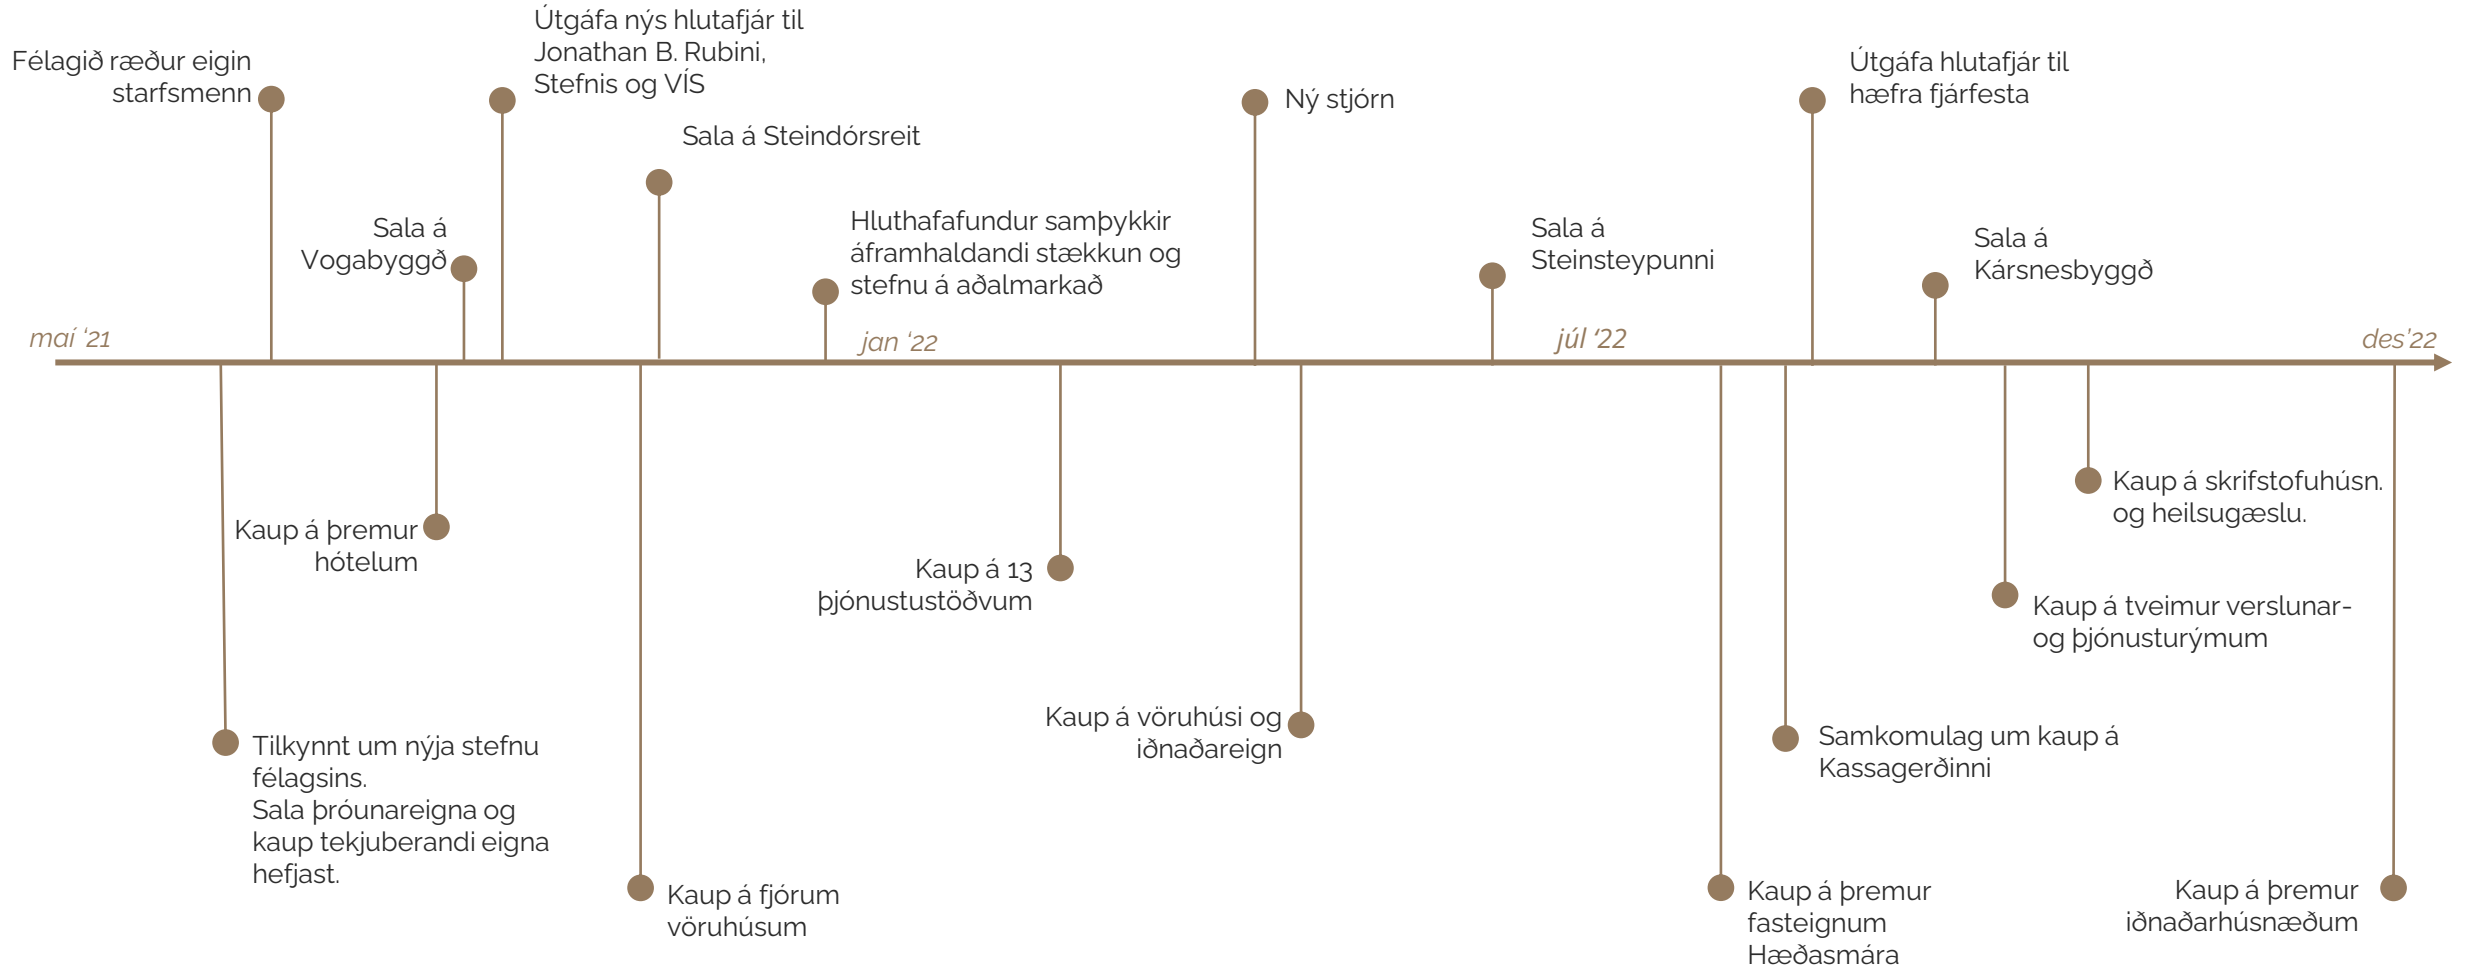 Félagið ræður eigin
starfsmenn
Útgáfa nýs hlutafjár til
Jonathan B. Rubini,
Stefnis og VÍS
Sala á Steindórsreit
Ný stjórn
Útgáfa hlutafjár til
hæfra fjárfesta
Sala á
Vogabyggð
Hluthafafundur samþykkir
áframhaldandi stækkun og
stefnu á aðalmarkað
Sala á
Steinsteypunni
Sala á
Kársnesbyggð
maí ‘21
jan ‘22
júl ‘22
des’22
Kaup á þremur
hótelum
Kaup á 13
þjónustustöðvum
Kaup á skrifstofuhúsn.
og heilsugæslu.
Kaup á tveimur verslunar-
og þjónusturýmum
Kaup á vöruhúsi og
iðnaðareign
Tilkynnt um nýja stefnu
félagsins.
Sala þróunareigna og
kaup tekjuberandi eigna
hefjast.
Samkomulag um kaup á
Kassagerðinni
Kaup á fjórum
vöruhúsum
Kaup á þremur
fasteignum
Hæðasmára
Kaup á þremur
iðnaðarhúsnæðum